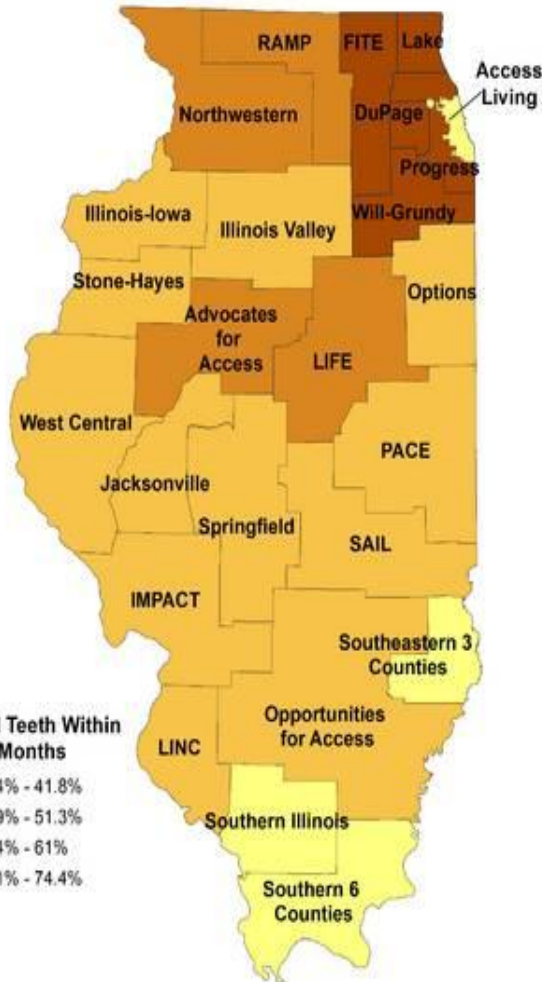 RAMP
FITE
Lake
Access
Living
Northwestern
DuPage
Progress
Illinois-Iowa
Illinois Valley
Will-Grundy
Stone-Hayes
Options
Advocates
for
Access
LIFE
West Central
PACE
Jacksonville
Springfield
SAIL
IMPACT
Southeastern 3
Counties
Teeth Within
Months
LINC
Opportunities
for Access
% - 41.8%
% - 51.3%
% - 61%
% - 74.4%
Southern Illinois
Southern 6
Counties